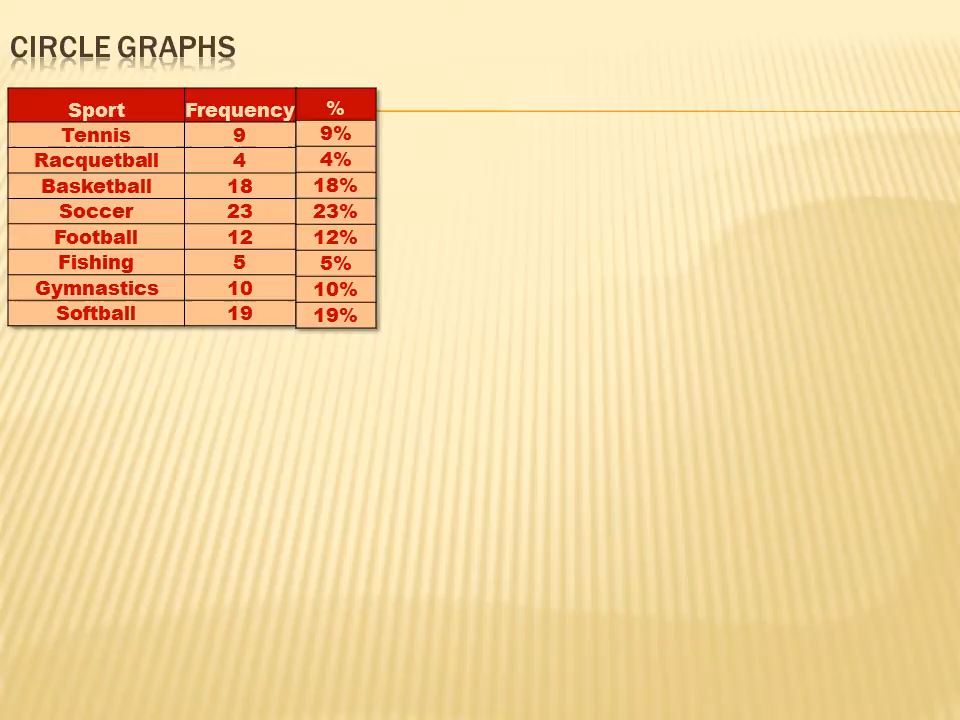 CIRCLE GRAPHS
Sport Frequency %
Tennis 9 9%
Racquetball 4 4%
Basketball 18 18%
Soccer 23 23%
Football 12 12%
Fishing 5 5%
Gymnastics 10 10%
Softball 19 19%